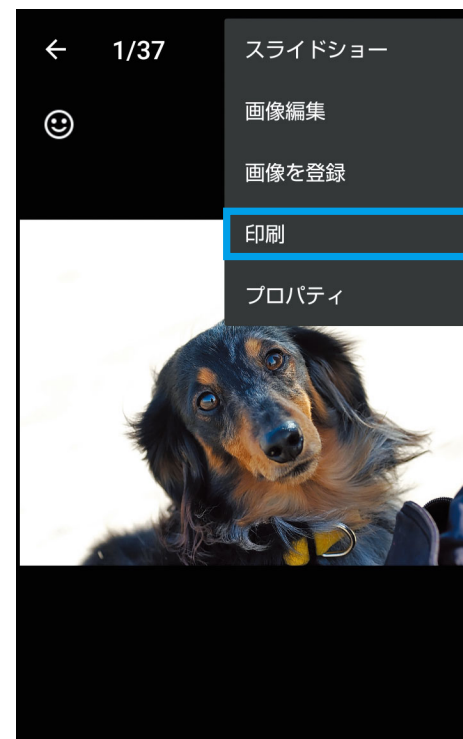 1/37
スライドショー
画像編集
画像を登録
印刷
プロパティ